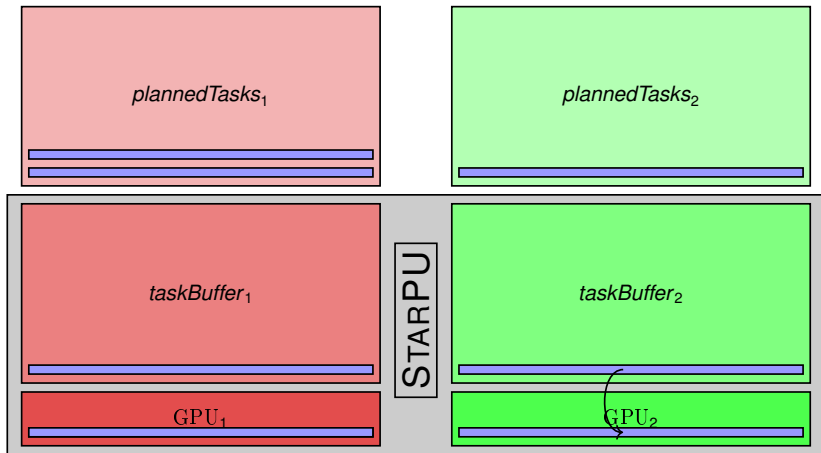 plannedTasks₁
plannedTasks₂
taskBuffer₁
STARPU
taskBuffer₂
GPU₁
GPU₂